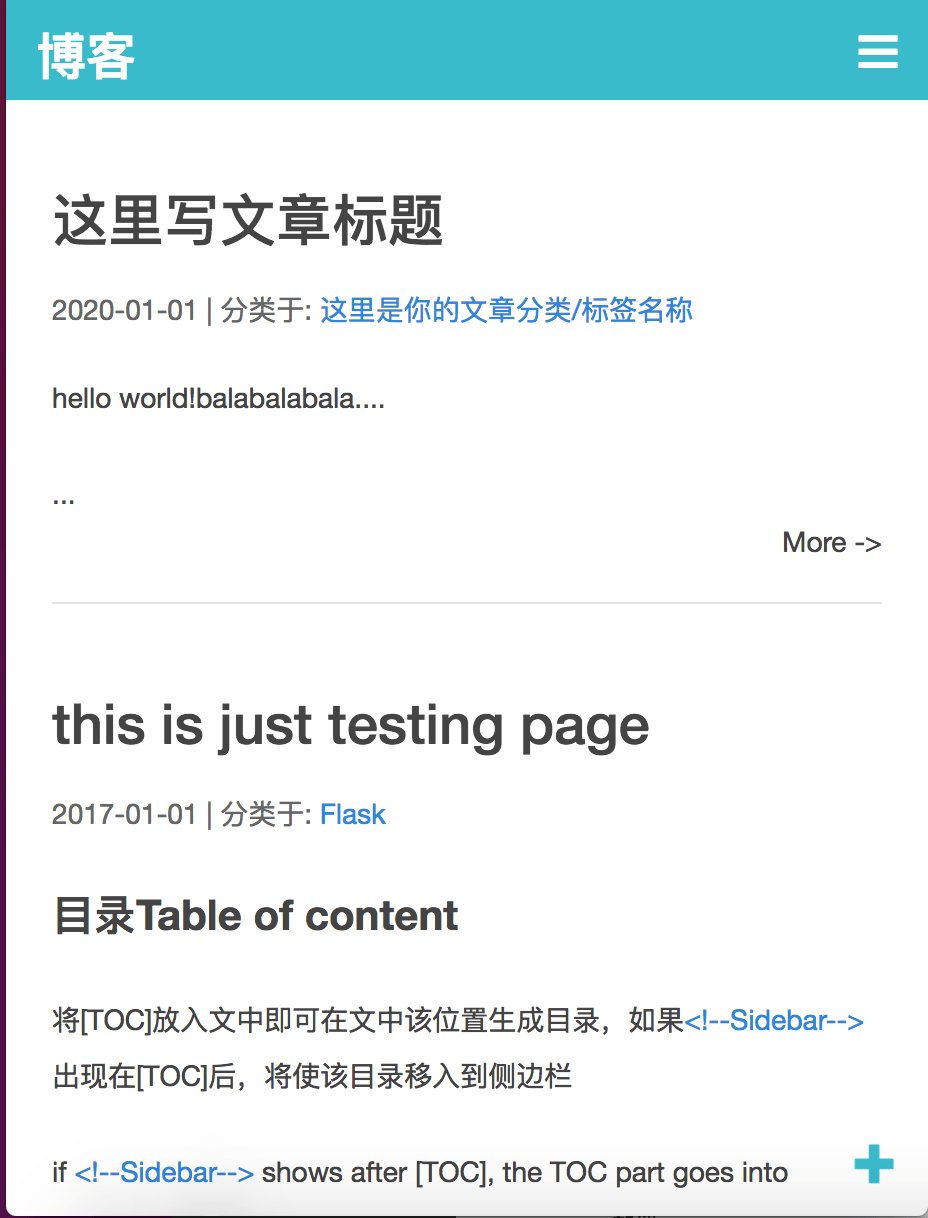 博客
这里写文章标题
2020-01-01 | 分类于: 这里是你的文章分类/标签名称
hello world!balabalabala....
...
More ->
this is just testing page
2017-01-01 | 分类于: Flask
目录Table of content
将[TOC]放入文中即可在文中该位置生成目录，如果<!--Sidebar-->
出现在[TOC]后，将使该目录移入到侧边栏
if <!--Sidebar--> shows after [TOC], the TOC part goes into